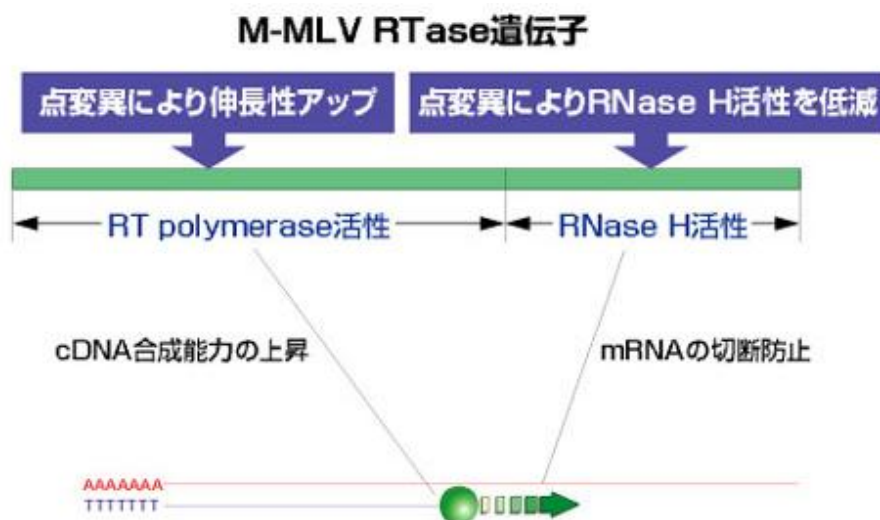 M-MLV RTase遺伝子
点変異により伸長性アップ
点変異によりRNase H活性を低減
RT polymerase活性
RNase H活性
cDNA合成能力の上昇
mRNAの切断防止
AAAAAAA
TTTTTTT